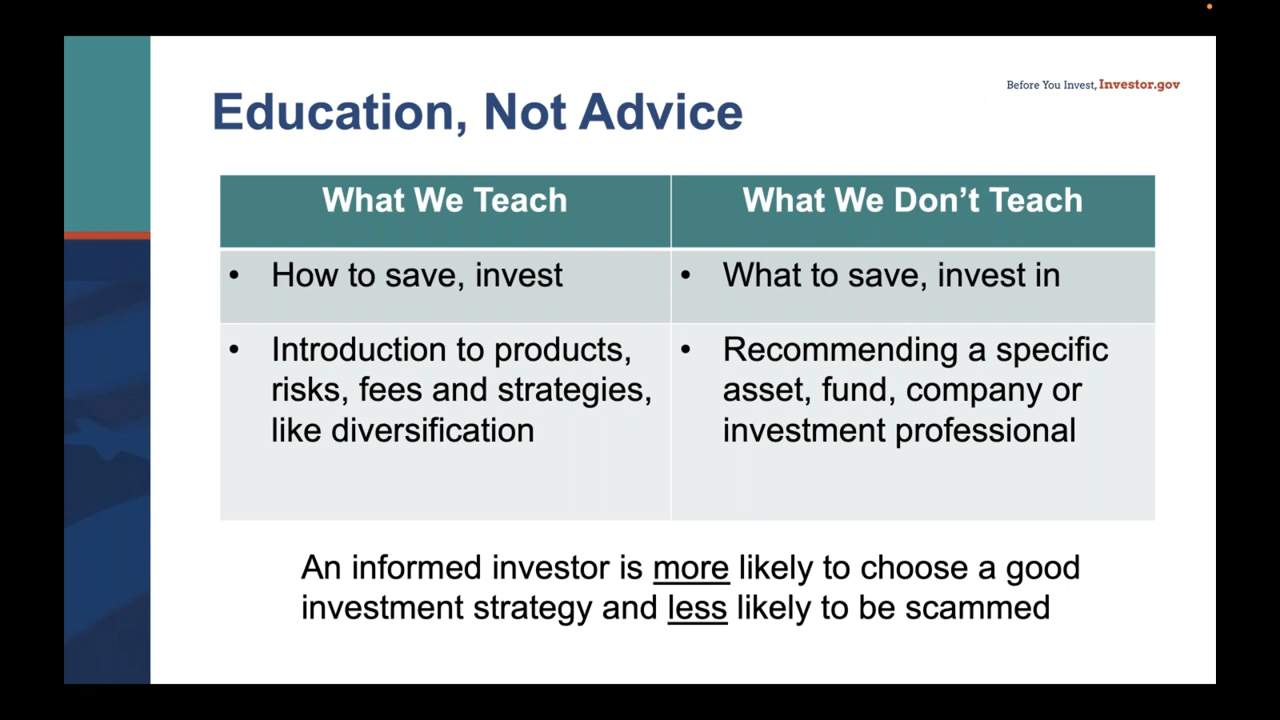 Before You Invest, Investor.gov
Education, Not Advice
What We Teach
What We Don’t Teach
• How to save, invest
• What to save, invest in
• Introduction to products,
risks, fees and strategies,
like diversification
• Recommending a specific
asset, fund, company or
investment professional
An informed investor is more likely to choose a good
investment strategy and less likely to be scammed